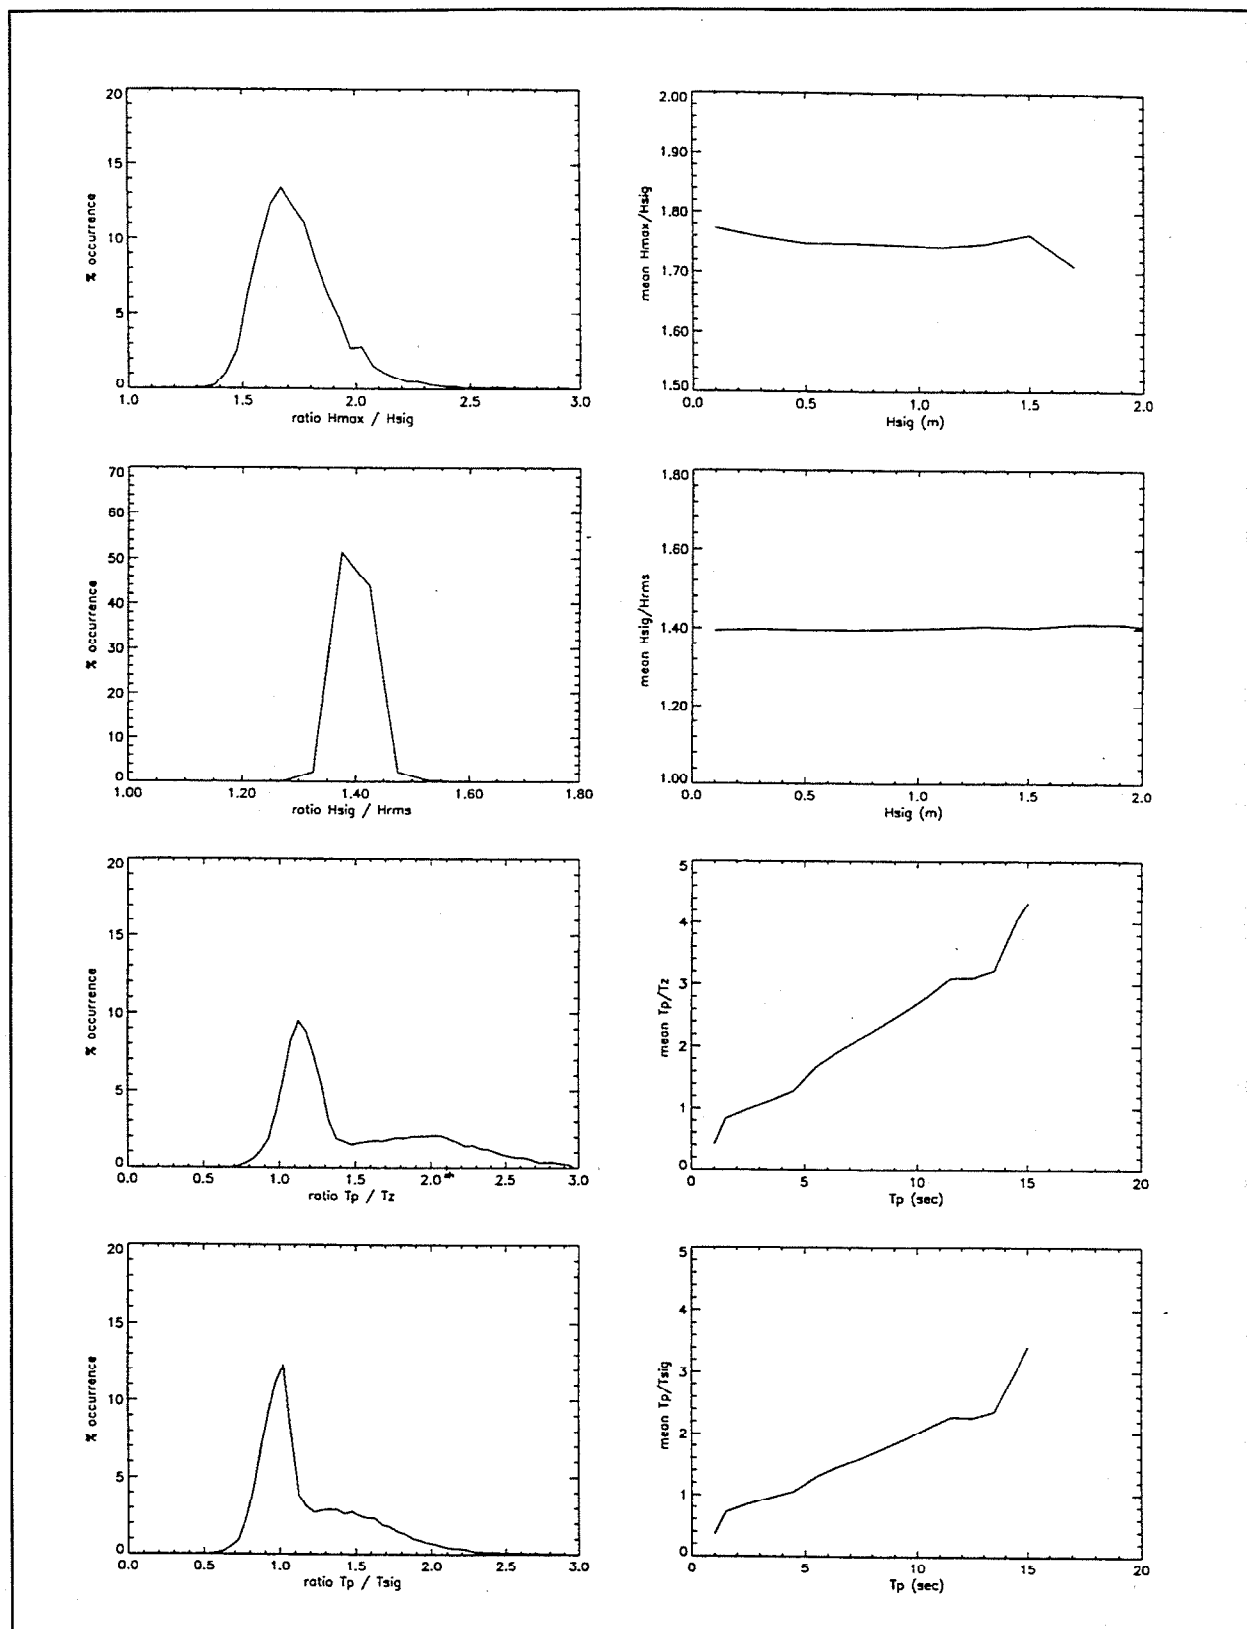 20
15
10
5
0
% occurrence
1.0 1.5 2.0 2.5 3.0
ratio Hmax / Hsig
2.00
1.90
1.80
1.70
1.60
1.50
mean Hmax/Hsig
0.0 0.5 1.0 1.5 2.0
Hsig (m)
70
60
50
40
30
20
10
0
% occurrence
1.00 1.20 1.40 1.60 1.80
ratio Hsig / Hrms
1.80
1.60
1.40
1.20
1.00
mean Hsig/Hrms
0.0 0.5 1.0 1.5 2.0
Hsig (m)
20
15
10
5
0
% occurrence
0.0 0.5 1.0 1.5 2.0 2.5 3.0
ratio Tp / Tz
5
4
3
2
1
0
mean Tp/Tz
0 5 10 15 20
Tp (sec)
20
15
10
5
0
% occurrence
0.0 0.5 1.0 1.5 2.0 2.5 3.0
ratio Tp / Tsig
5
4
3
2
1
0
mean Tp/Tsig
0 5 10 15 20
Tp (sec)